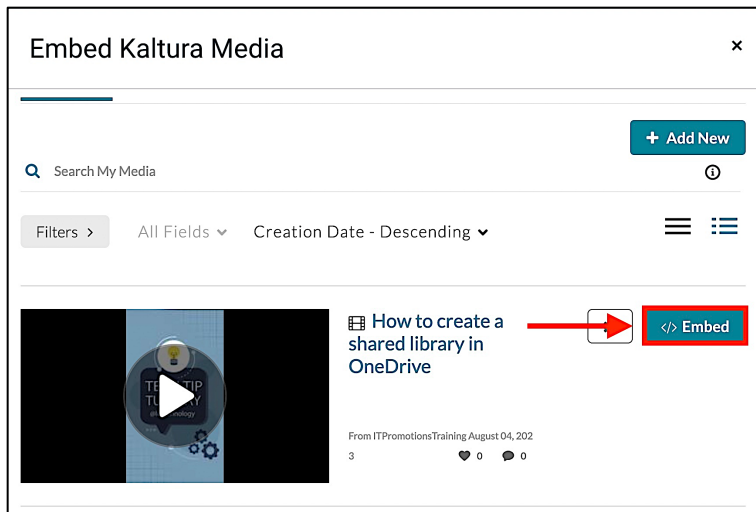 Embed Kaltura Media
×
+ Add New
Search My Media
Filters >
All Fields
Creation Date - Descending
How to create a
shared library in
OneDrive
</> Embed
From ITPromotionsTraining August 04, 202
3
0
0